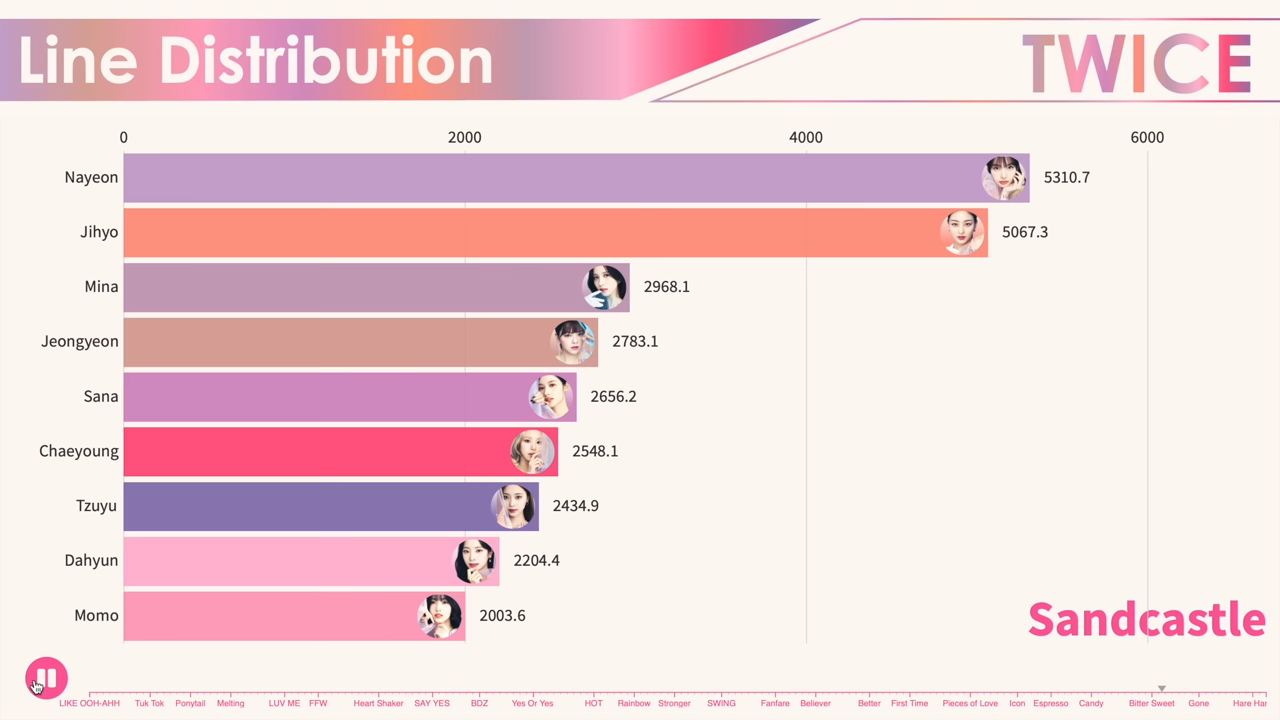 Line Distribution
TWICE
0 2000 4000 6000
Nayeon 5310.7
Jihyo 5067.3
Mina 2968.1
Jeongyeon 2783.1
Sana 2656.2
Chaeyoung 2548.1
Tzuyu 2434.9
Dahyun 2204.4
Momo 2003.6
Sandcastle
LIKE OOH-AHH Tuk Tok Ponytail Melting LUV ME FFW Heart Shaker SAY YES BDZ Yes Or Yes HOT Rainbow Stronger SWING Fanfare Believer Better First Time Pieces of Love Icon Espresso Candy Bitter Sweet Gone Hare Har